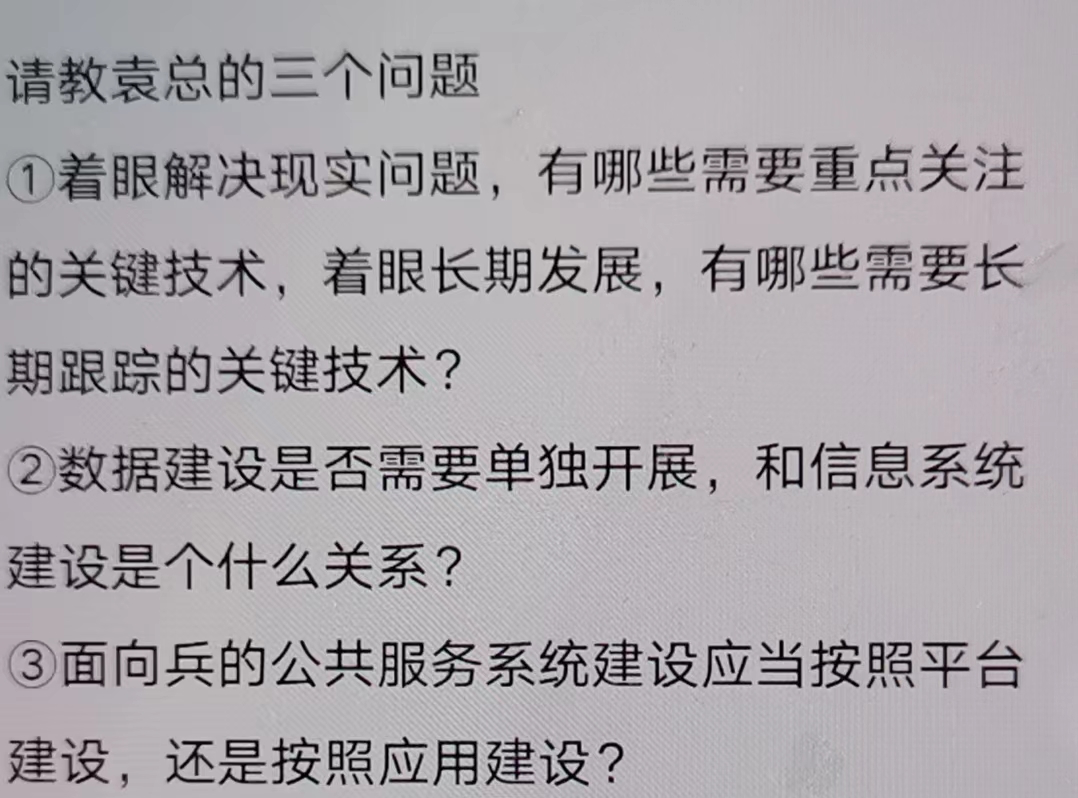 请教袁总的三个问题
①着眼解决现实问题，有哪些需要重点关注
的关键技术，着眼长期发展，有哪些需要长
期跟踪的关键技术？
②数据建设是否需要单独开展，和信息系统
建设是个什么关系？
③面向兵的公共服务系统建设应当按照平台
建设，还是按照应用建设？